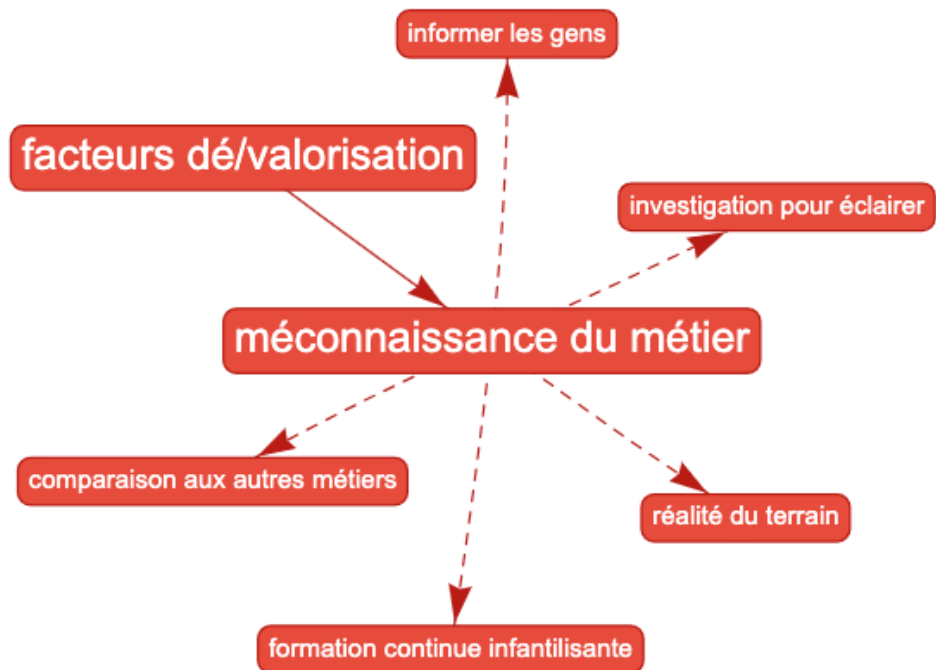 informer les gens
facteurs dé/valorisation
investigation pour éclairer
méconnaissance du métier
comparaison aux autres métiers
réalité du terrain
formation continue infantilisante